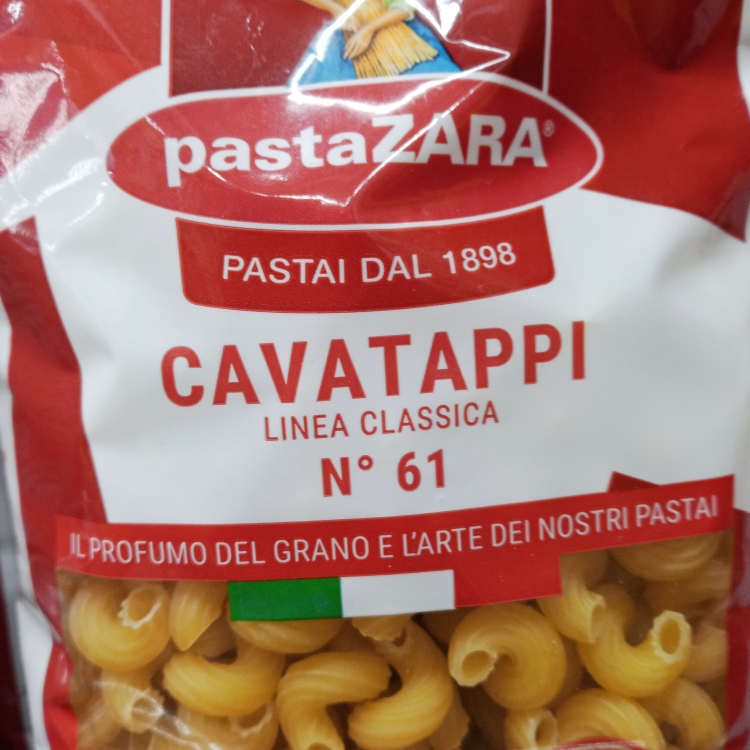 pastaZARA®
PASTAI DAL 1898
CAVATAPPI
LINEA CLASSICA
N° 61
IL PROFUMO DEL GRANO E L'ARTE DEI NOSTRI PASTAI